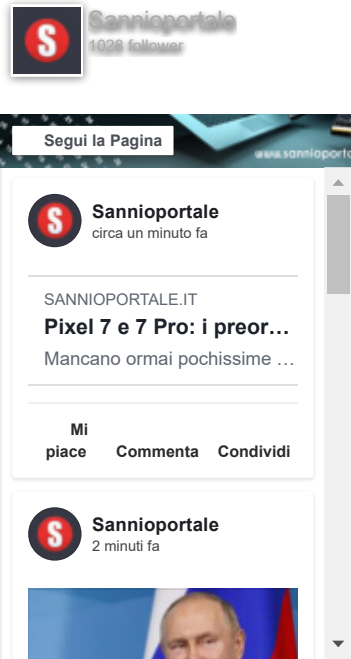 S
Sannioportale
1028 follower
Segui la Pagina
S
Sannioportale
circa un minuto fa
SANNIOPORTALE.IT
Pixel 7 e 7 Pro: i preor...
Mancano ormai pochissime ...
Mi piace
Commenta
Condividi
S
Sannioportale
2 minuti fa